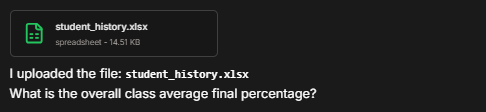 student_history.xlsx
spreadsheet - 14.51 KB
I uploaded the file: student_history.xlsx
What is the overall class average final percentage?